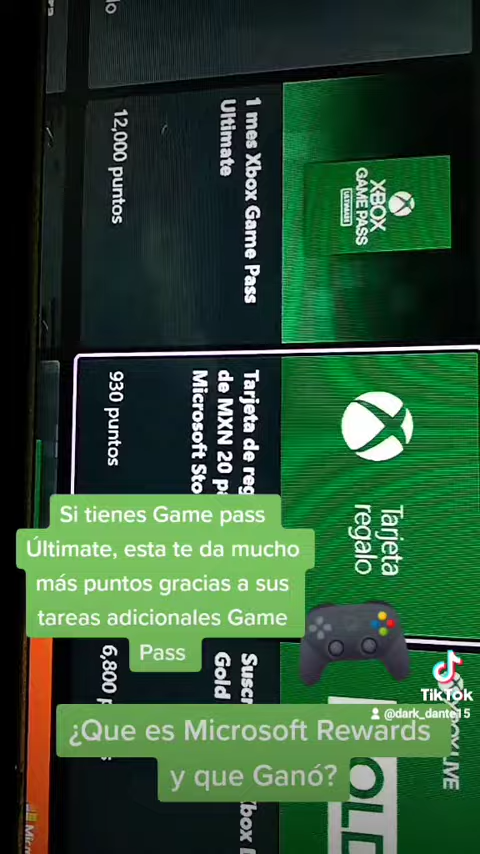 1 mes Xbox Game Pass
Ultimate
12,000 puntos
XBOX
GAME PASS
ULTIMATE
Tarjeta de reg
de MXN 20 p
Microsoft Sto
930 puntos
Tarjeta
regalo
Si tienes Game pass
Últimate, esta te da mucho
más puntos gracias a sus
tareas adicionales Game
Pass
6,800
Gold
TikTok
@dark_dante15
¿Que es Microsoft Rewards
y que Ganó?